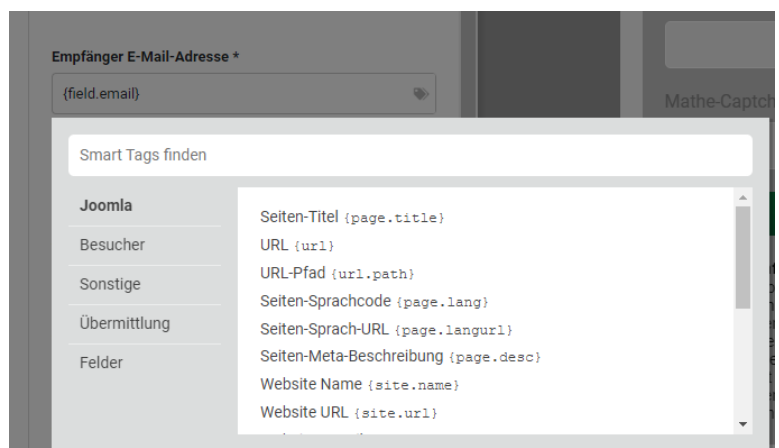 Empfänger E-Mail-Adresse *
{field.email}
Mathe-Captch
Smart Tags finden
Joomla
Besucher
Sonstige
Übermittlung
Felder
Seiten-Titel {page.title}
URL {url}
URL-Pfad {url.path}
Seiten-Sprachcode {page.lang}
Seiten-Sprach-URL {page.langurl}
Seiten-Meta-Beschreibung {page.desc}
Website Name {site.name}
Website URL {site.url}